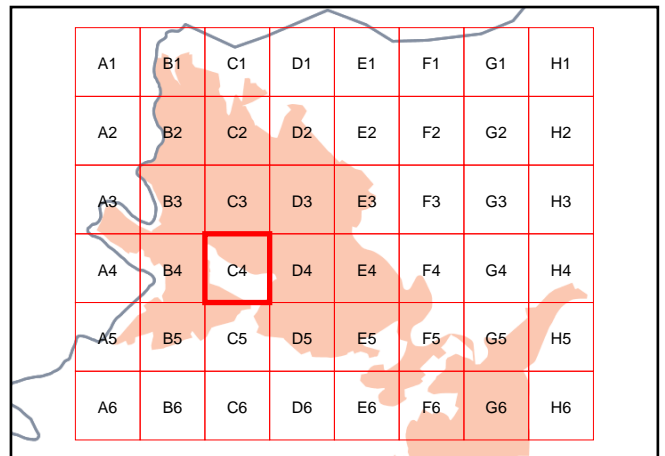 A1 B1 C1 D1 E1 F1 G1 H1
A2 B2 C2 D2 E2 F2 G2 H2
A3 B3 C3 D3 E3 F3 G3 H3
A4 B4 C4 D4 E4 F4 G4 H4
A5 B5 C5 D5 E5 F5 G5 H5
A6 B6 C6 D6 E6 F6 G6 H6